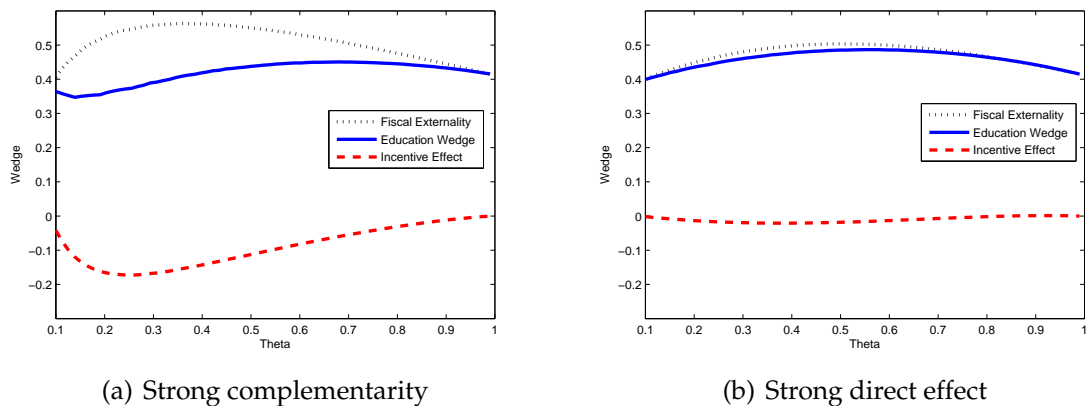 0.5
0.4
0.3
0.2
0.1
0
−0.1
−0.2
Wedge
Fiscal Externality
Education Wedge
Incentive Effect
0.1 0.2 0.3 0.4 0.5 0.6 0.7 0.8 0.9 1
Theta
(a) Strong complementarity
0.5
0.4
0.3
0.2
0.1
0
−0.1
−0.2
Wedge
Fiscal Externality
Education Wedge
Incentive Effect
0.1 0.2 0.3 0.4 0.5 0.6 0.7 0.8 0.9 1
Theta
(b) Strong direct effect